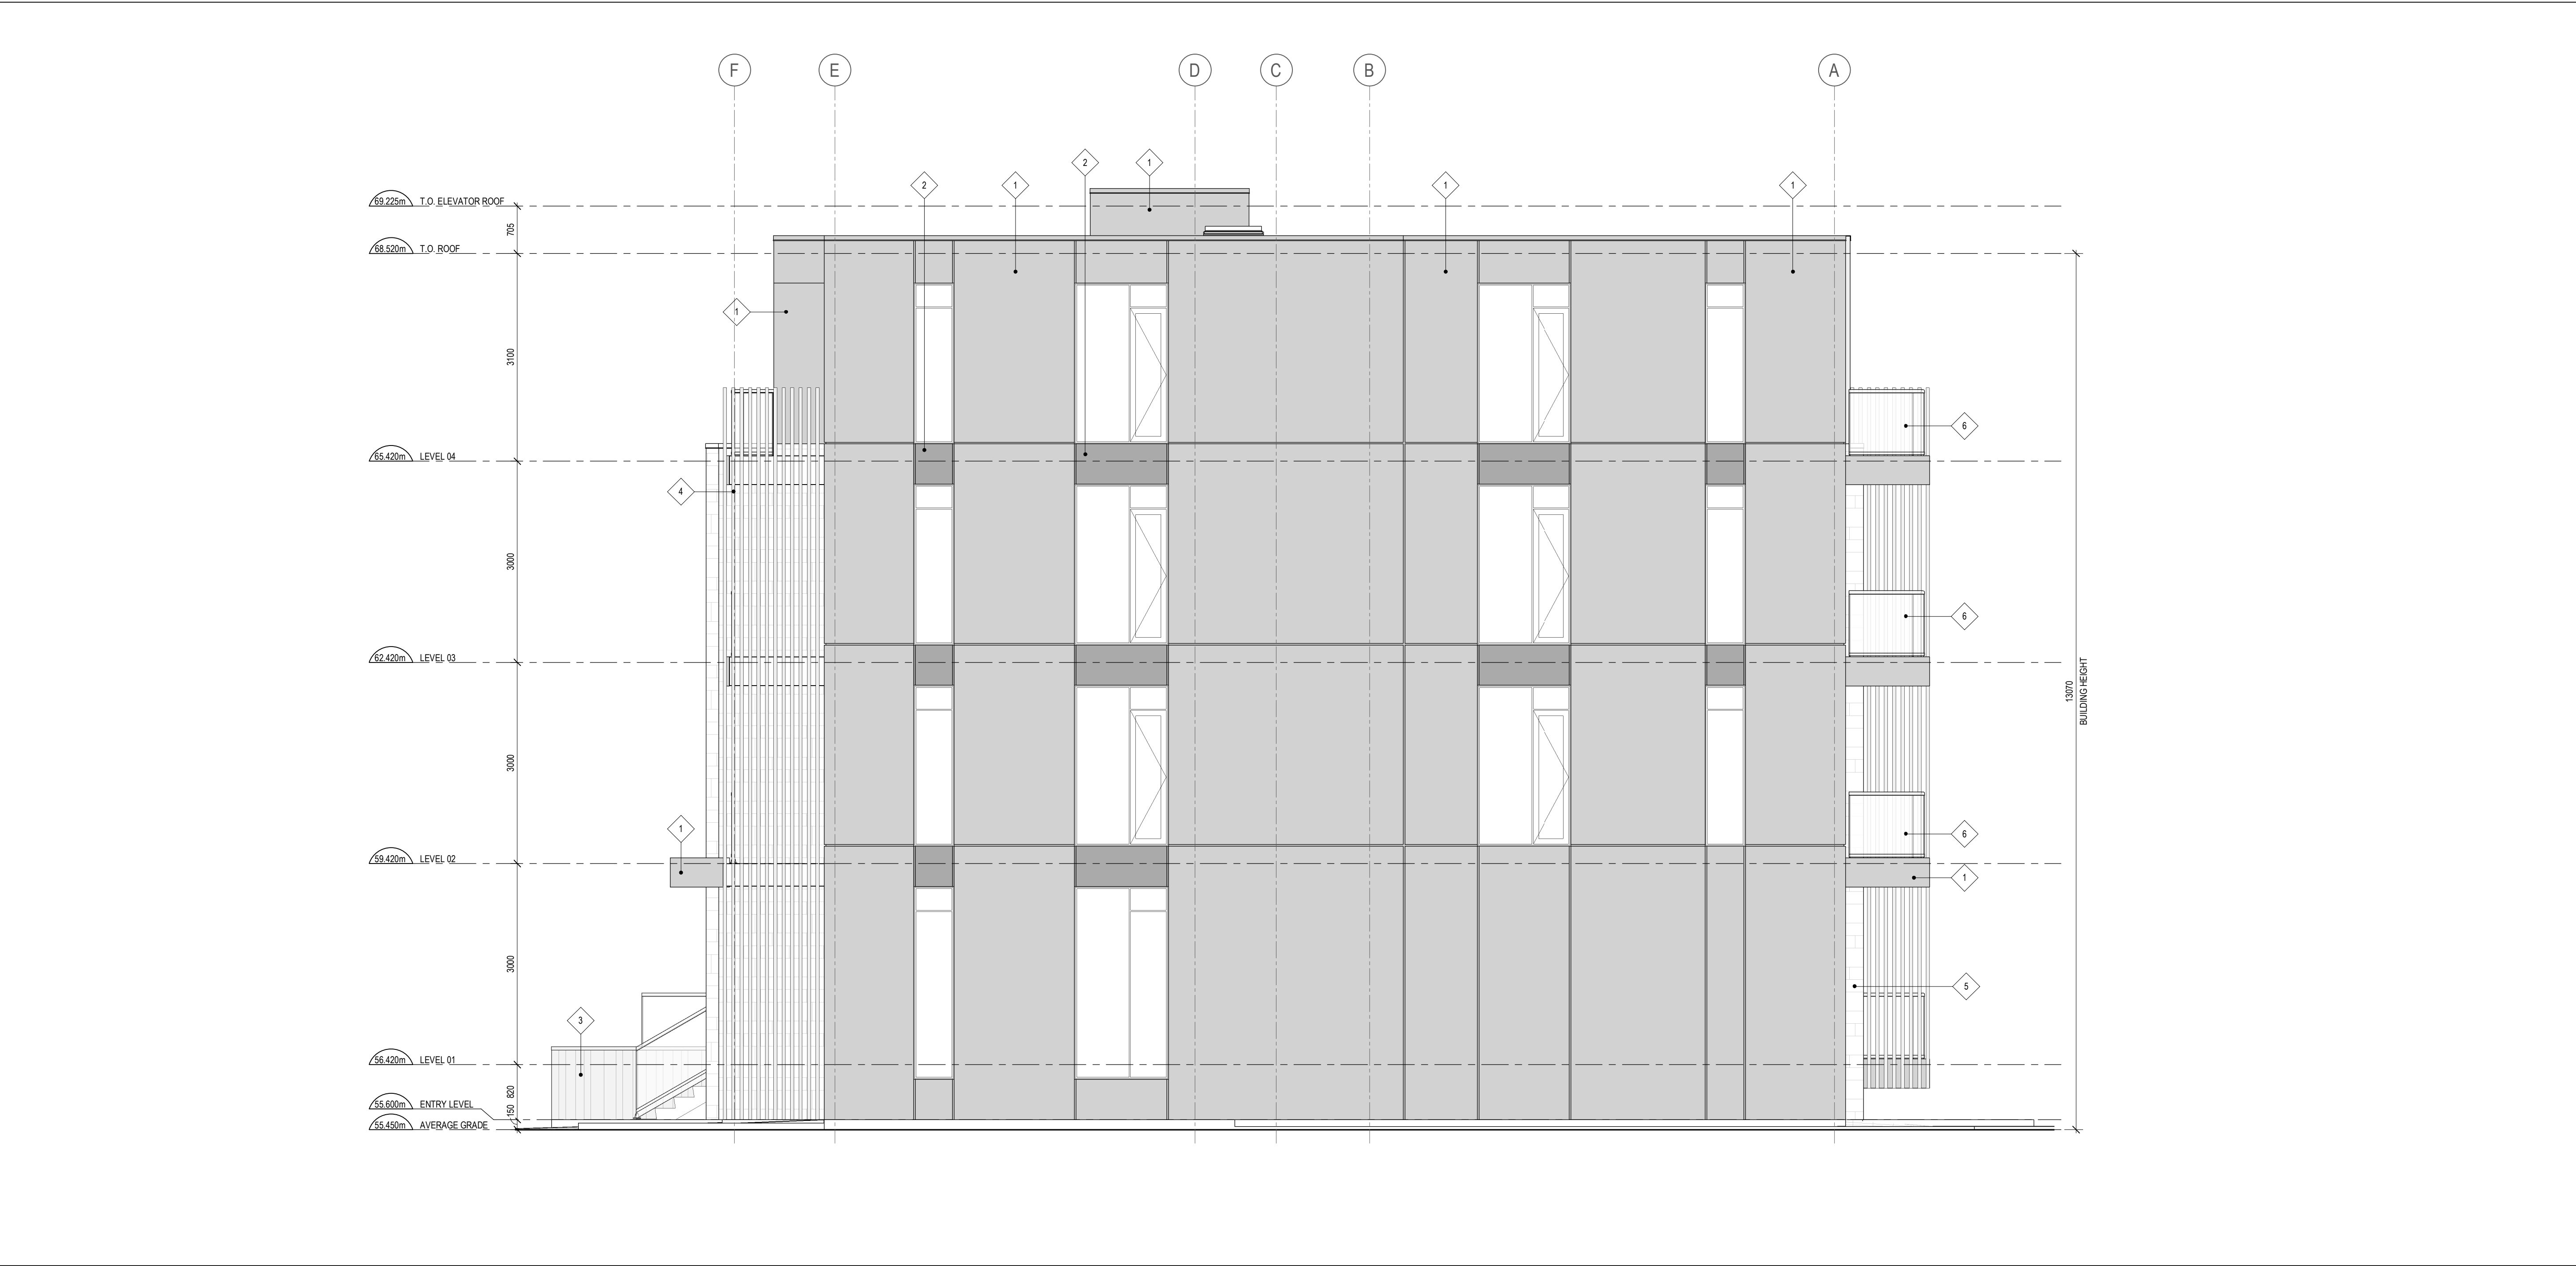 F E D C B A
2 1
2 1 1 1
69.225m T.O. ELEVATOR ROOF
705
68.520m T.O. ROOF
1
3100
6
65.420m LEVEL 04
4
3000
6
62.420m LEVEL 03
13070
BUILDING HEIGHT
3000
1
6
59.420m LEVEL 02
1
3000
5
3
56.420m LEVEL 01
820
55.600m ENTRY LEVEL
150
55.450m AVERAGE GRADE